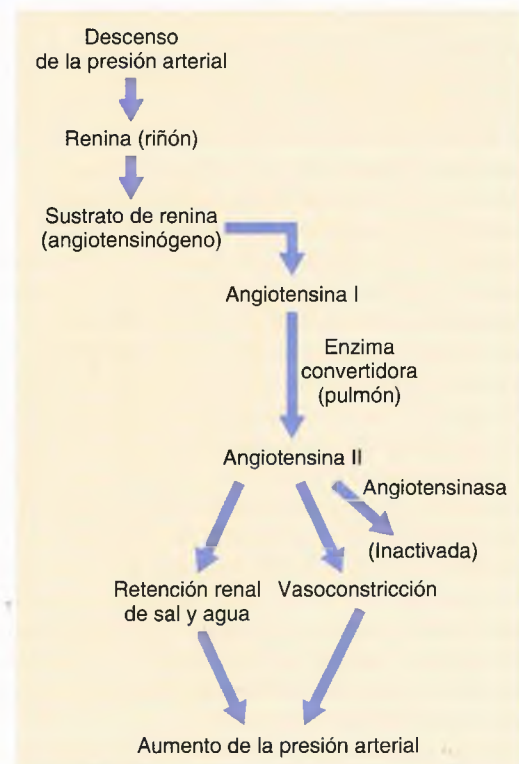 Descenso
de la presión arterial
Renina (riñón)
Sustrato de renina
(angiotensinógeno)
Angiotensina I
Enzima
convertidora
(pulmón)
Angiotensina II
Angiotensinasa
(Inactivada)
Retención renal
de sal y agua
Vasoconstricción
Aumento de la presión arterial